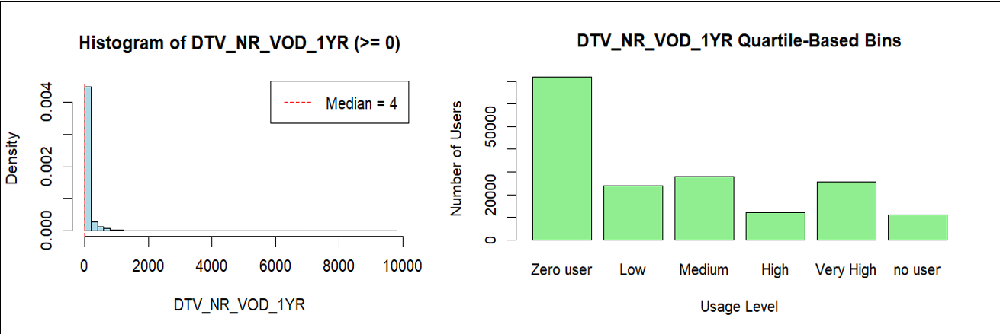 Histogram of DTV_NR_VOD_1YR (>= 0)
Median = 4
Density
0.000
0.002
0.004
0
2000
4000
6000
8000
10000
DTV_NR_VOD_1YR
DTV_NR_VOD_1YR Quartile-Based Bins
Number of Users
0
20000
50000
Zero user
Low
Medium
High
Very High
no user
Usage Level